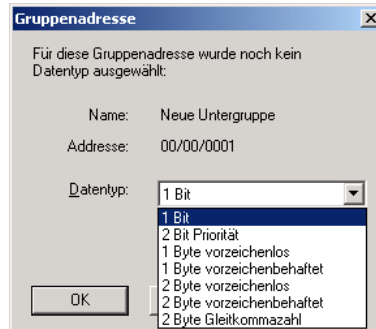 Gruppenadresse
Für diese Gruppenadresse wurde noch kein
Datentyp ausgewählt:
Name: Neue Untergruppe
Addresse: 00/00/0001
Datentyp: 1 Bit
1 Bit
2 Bit Priorität
1 Byte vorzeichenlos
1 Byte vorzeichenbehaftet
2 Byte vorzeichenlos
2 Byte vorzeichenbehaftet
2 Byte Gleitkommazahl
OK